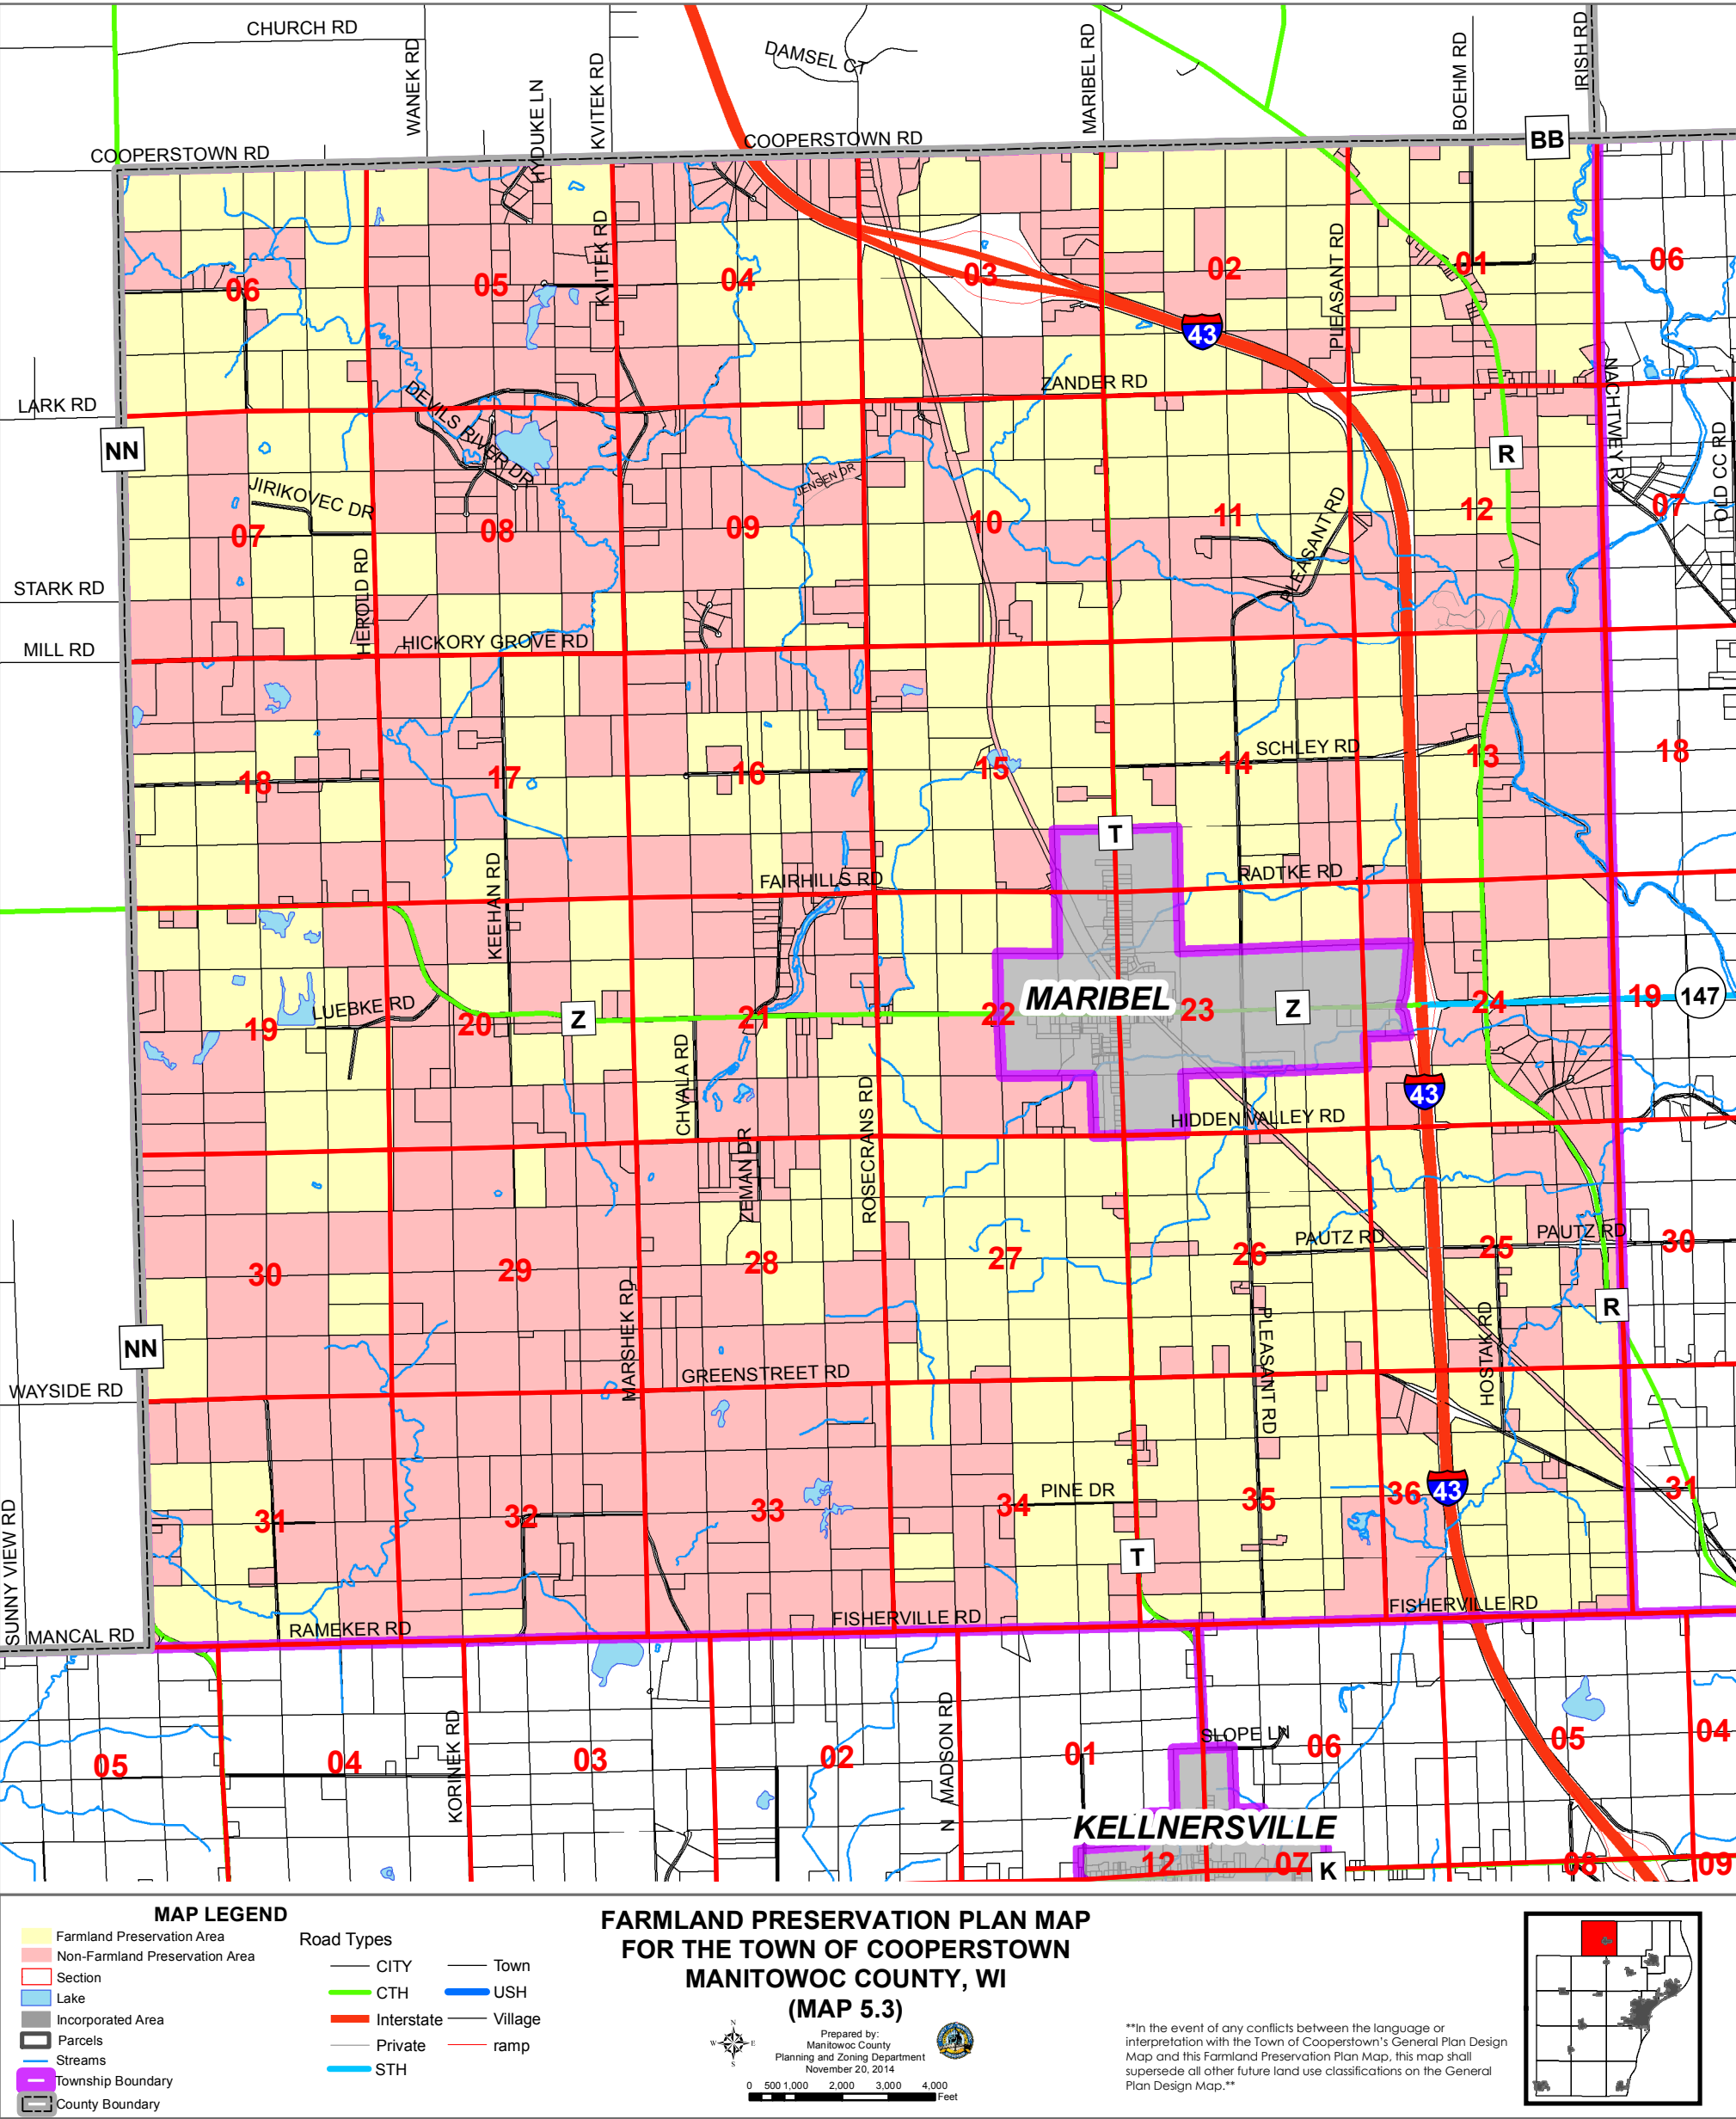 CHURCH RD
WANEK RD
HYDUKE LN
KVITEK RD
DAMSEL CT
MARIBEL RD
BOEHM RD
IRISH RD
COOPERSTOWN RD
COOPERSTOWN RD
BB
KVITEK RD
PLEASANT RD
06
05
04
03
02
01
06
43
LARK RD
ZANDER RD
NACHTWEY RD
OLD CC RD
NN
DEVILS RIVER DR
R
JENSEN DR
JIRIKOVEC DR
07
08
09
10
11
12
07
PLEASANT RD
STARK RD
HEROLD RD
MILL RD
HICKORY GROVE RD
SCHLEY RD
18
17
16
15
14
13
18
T
KEEHAN RD
FAIRHILLS RD
RADTKE RD
LUEBKE RD
MARIBEL
19
20
Z
21
22
23
Z
24
19
147
CHVALA RD
ROSECRANS RD
43
HIDDEN VALLEY RD
ZEMAN DR
PAUTZ RD
PAUTZ RD
30
29
28
27
26
25
30
MARSHEK RD
PLEASANT RD
HOSTAK RD
R
NN
WAYSIDE RD
GREENSTREET RD
SUNNY VIEW RD
31
32
33
34
PINE DR
35
36
43
31
T
MANCAL RD
RAMEKER RD
FISHERVILLE RD
FISHERVILLE RD
KORINEK RD
N MADSON RD
SLOPE LN
05
04
03
02
01
06
05
04
KELLNERSVILLE
12
07
K
08
09
MAP LEGEND
Farmland Preservation Area
Non-Farmland Preservation Area
Section
Lake
Incorporated Area
Parcels
Streams
Township Boundary
County Boundary
Road Types
CITY
Town
CTH
USH
Interstate
Village
Private
ramp
STH
FARMLAND PRESERVATION PLAN MAP
FOR THE TOWN OF COOPERSTOWN
MANITOWOC COUNTY, WI
(MAP 5.3)
N
W
E
S
Prepared by:
Manitowoc County
Planning and Zoning Department
November 20, 2014
0 500 1,000 2,000 3,000 4,000
Feet
**In the event of any conflicts between the language or
interpretation with the Town of Cooperstown's General Plan Design
Map and this Farmland Preservation Plan Map, this map shall
supersede all other future land use classifications on the General
Plan Design Map.**